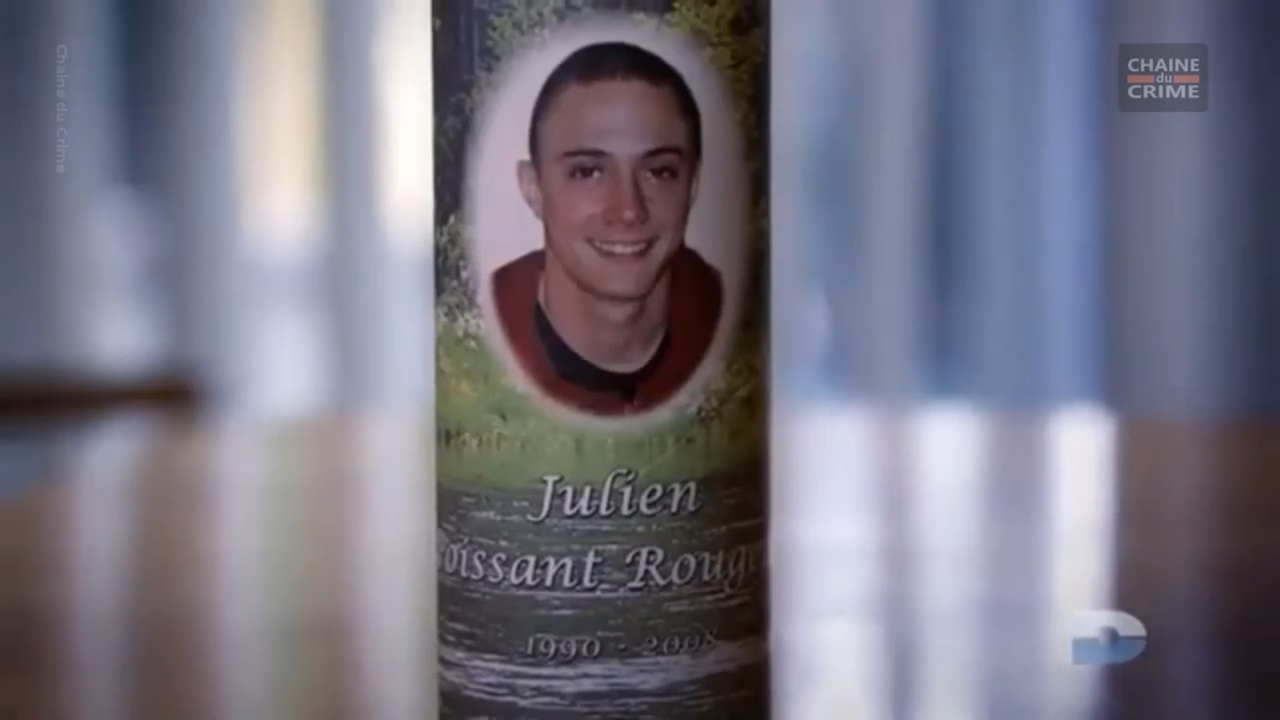 Chaine du Crime
CHAINE
du
CRIME
Julien
oissant Roug
1990 - 2008